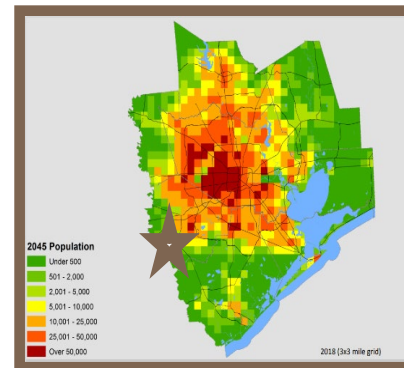 2045 Population
Under 500
501 - 2,000
2,001 - 5,000
5,001 - 10,000
10,001 - 25,000
25,001 - 50,000
Over 50,000
2018 (3x3 mile grid)